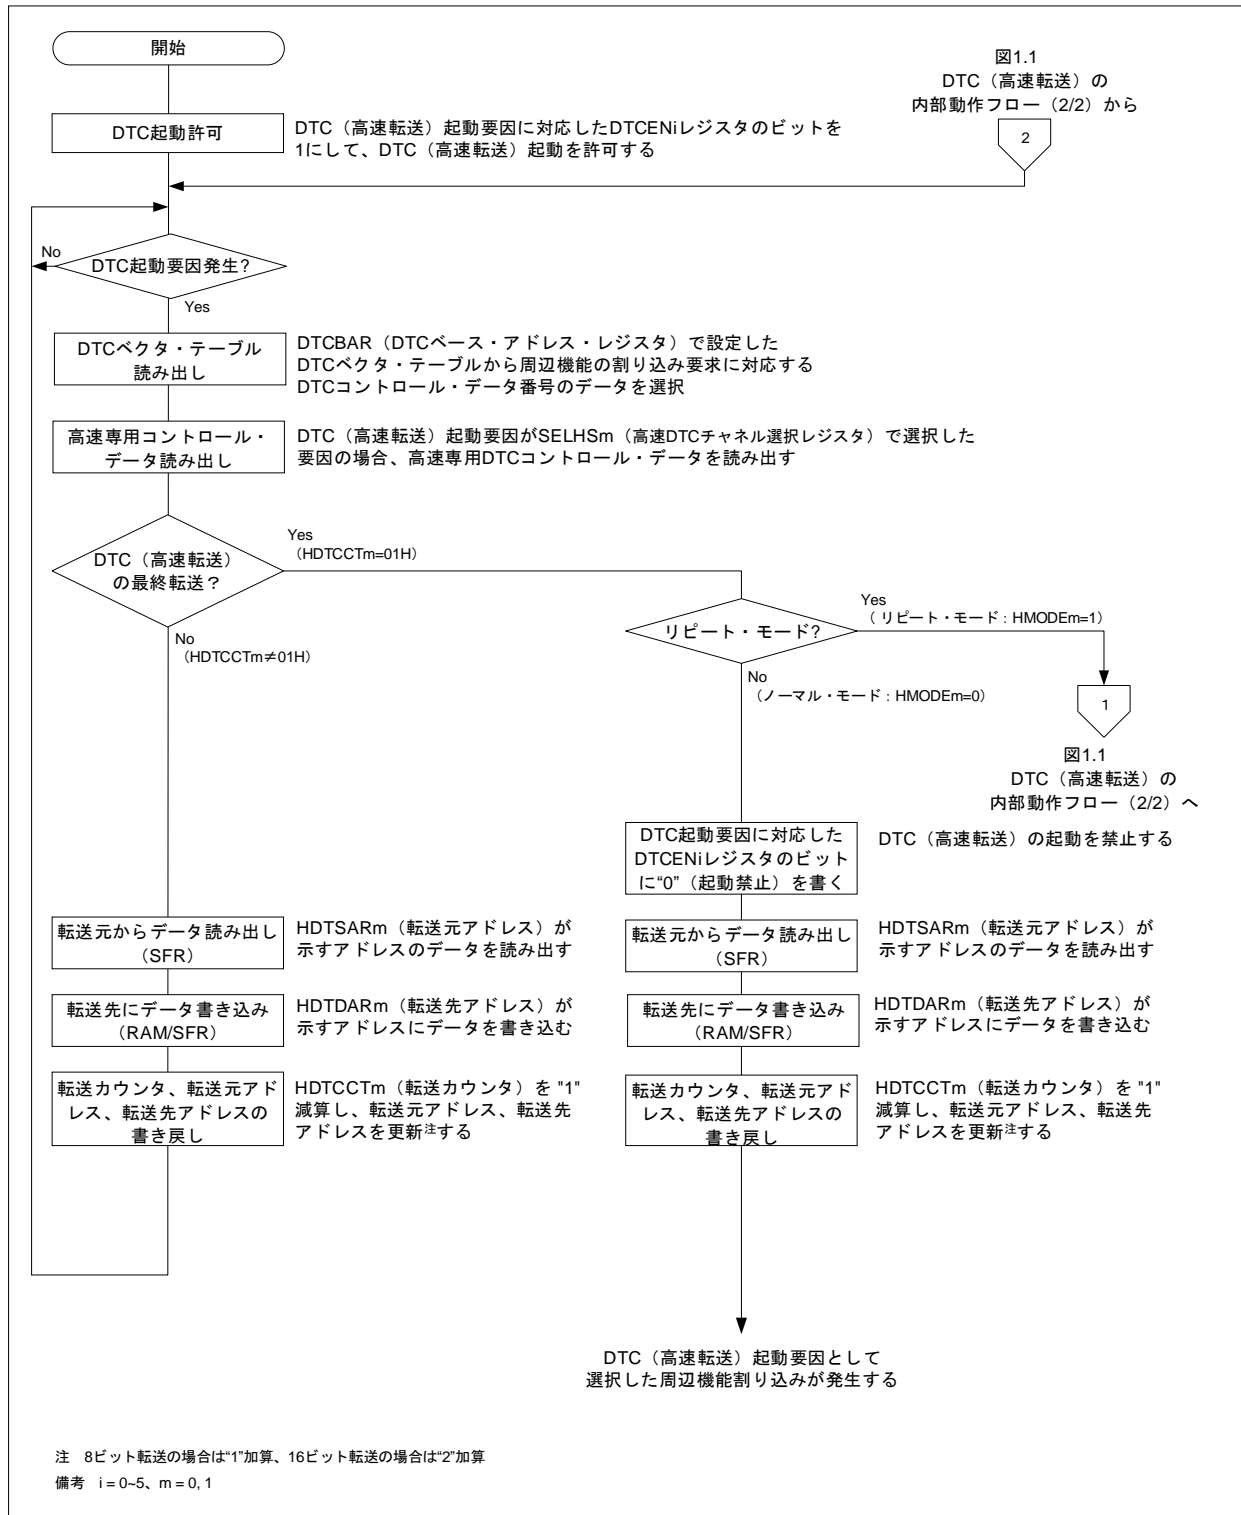 開始
図1.1
DTC（高速転送）の
内部動作フロー（2/2）から
2
DTC起動許可
DTC（高速転送）起動要因に対応したDTCENiレジスタのビットを
1にして、DTC（高速転送）起動を許可する
No
DTC起動要因発生?
Yes
DTCベクタ・テーブル
読み出し
DTCBAR（DTCベース・アドレス・レジスタ）で設定した
DTCベクタ・テーブルから周辺機能の割り込み要求に対応する
DTCコントロール・データ番号のデータを選択
高速専用コントロール・
データ読み出し
DTC（高速転送）起動要因がSELHSm（高速DTCチャネル選択レジスタ）で選択した
要因の場合、高速専用DTCコントロール・データを読み出す
DTC（高速転送）
の最終転送？
Yes
（HDTCCTm=01H）
No
（HDTCCTm≠01H）
リピート・モード?
Yes
（ リピート・モード : HMODEm=1）
No
（ノーマル・モード : HMODEm=0）
1
図1.1
DTC（高速転送）の
内部動作フロー（2/2）へ
DTC起動要因に対応した
DTCENiレジスタのビット
に“0”（起動禁止）を書く
DTC（高速転送）の起動を禁止する
転送元からデータ読み出し
（SFR）
HDTSARm（転送元アドレス）が
示すアドレスのデータを読み出す
転送元からデータ読み出し
（SFR）
HDTSARm（転送元アドレス）が
示すアドレスのデータを読み出す
転送先にデータ書き込み
（RAM/SFR）
HDTDARm（転送先アドレス）が
示すアドレスにデータを書き込む
転送先にデータ書き込み
（RAM/SFR）
HDTDARm（転送先アドレス）が
示すアドレスにデータを書き込む
転送カウンタ、転送元アド
レス、転送先アドレスの
書き戻し
HDTCCTm（転送カウンタ）を "1"
減算し、転送元アドレス、転送先
アドレスを更新注する
転送カウンタ、転送元アド
レス、転送先アドレスの
書き戻し
HDTCCTm（転送カウンタ）を "1"
減算し、転送元アドレス、転送先
アドレスを更新注する
DTC（高速転送）起動要因として
選択した周辺機能割り込みが発生する
注　8ビット転送の場合は“1”加算、16ビット転送の場合は“2”加算
備考　i = 0~5、m = 0, 1